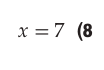 x = 7 (8